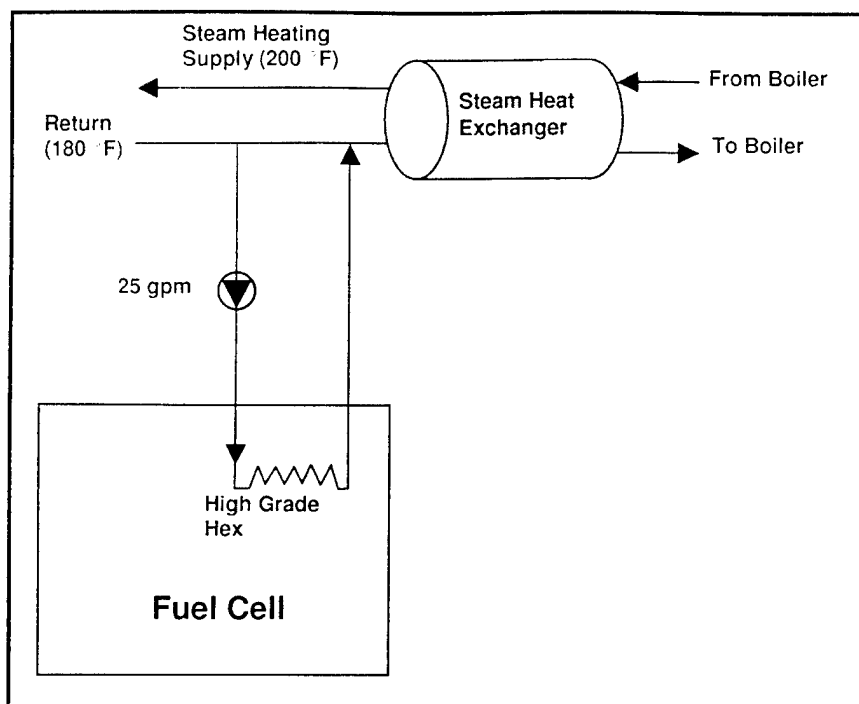 Steam Heating
Supply (200 °F)
Return
(180 °F)
Steam Heat
Exchanger
From Boiler
To Boiler
25 gpm
High Grade
Hex
Fuel Cell